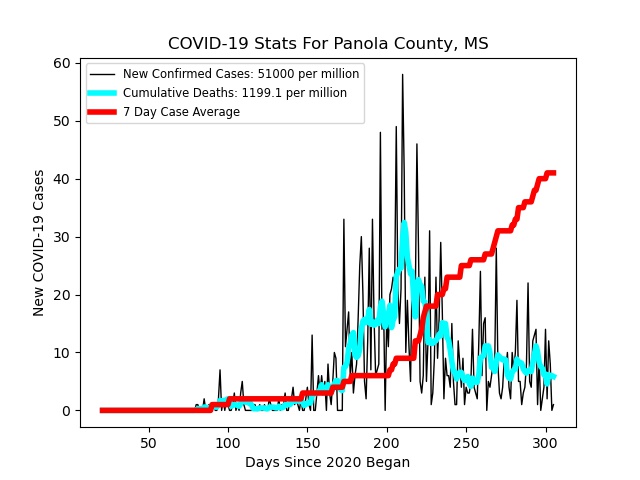 COVID-19 Stats For Panola County, MS
New Confirmed Cases: 51000 per million
Cumulative Deaths: 1199.1 per million
7 Day Case Average
New COVID-19 Cases
60
50
40
30
20
10
0
50 100 150 200 250 300
Days Since 2020 Began